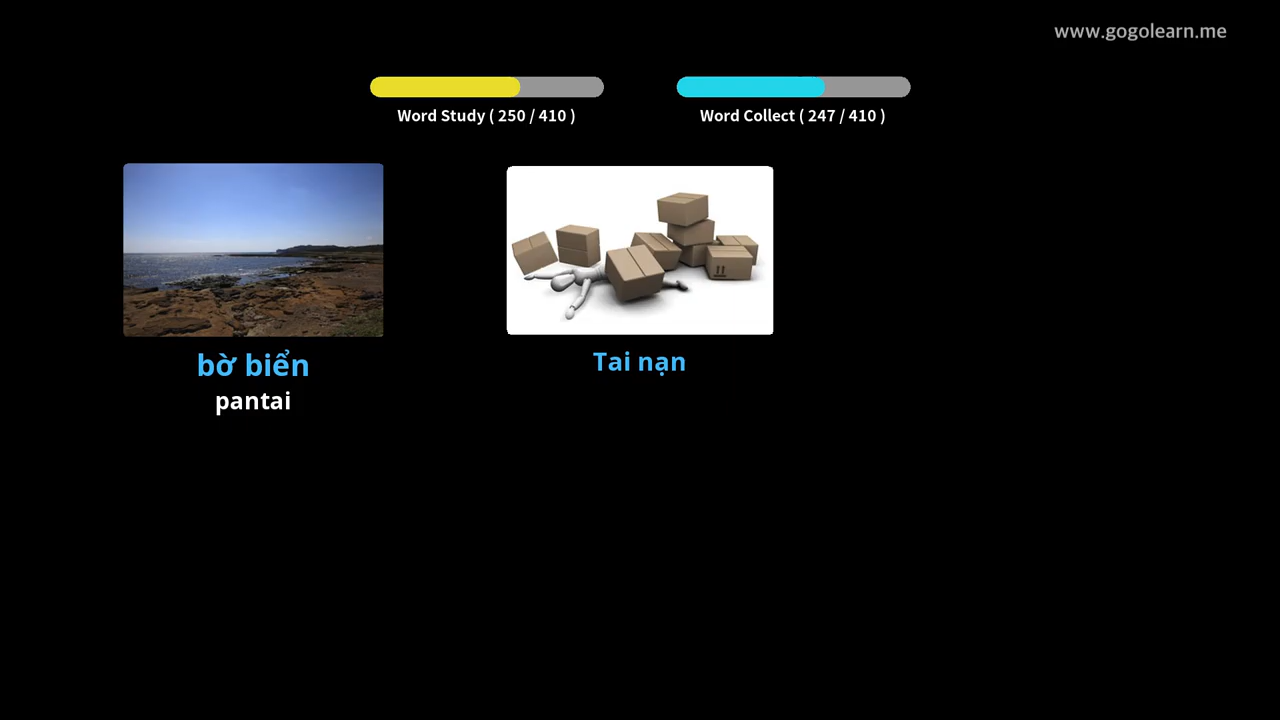 www.gogolearn.me
Word Study ( 250 / 410 )
Word Collect ( 247 / 410 )
bờ biển
pantai
Tai nạn